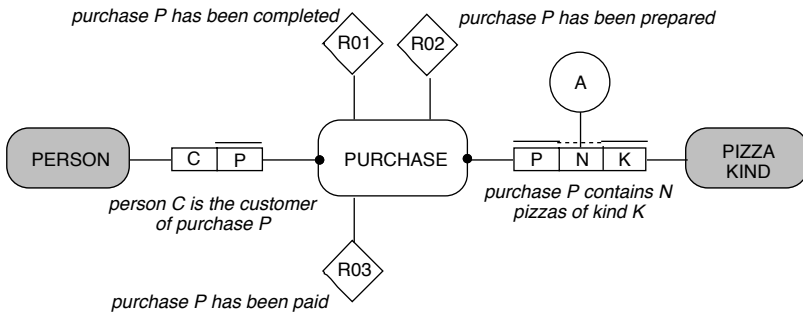 purchase P has been completed
purchase P has been prepared
R01
R02
A
PERSON
C P
PURCHASE
P N K
PIZZA
KIND
person C is the customer
of purchase P
purchase P contains N
pizzas of kind K
R03
purchase P has been paid